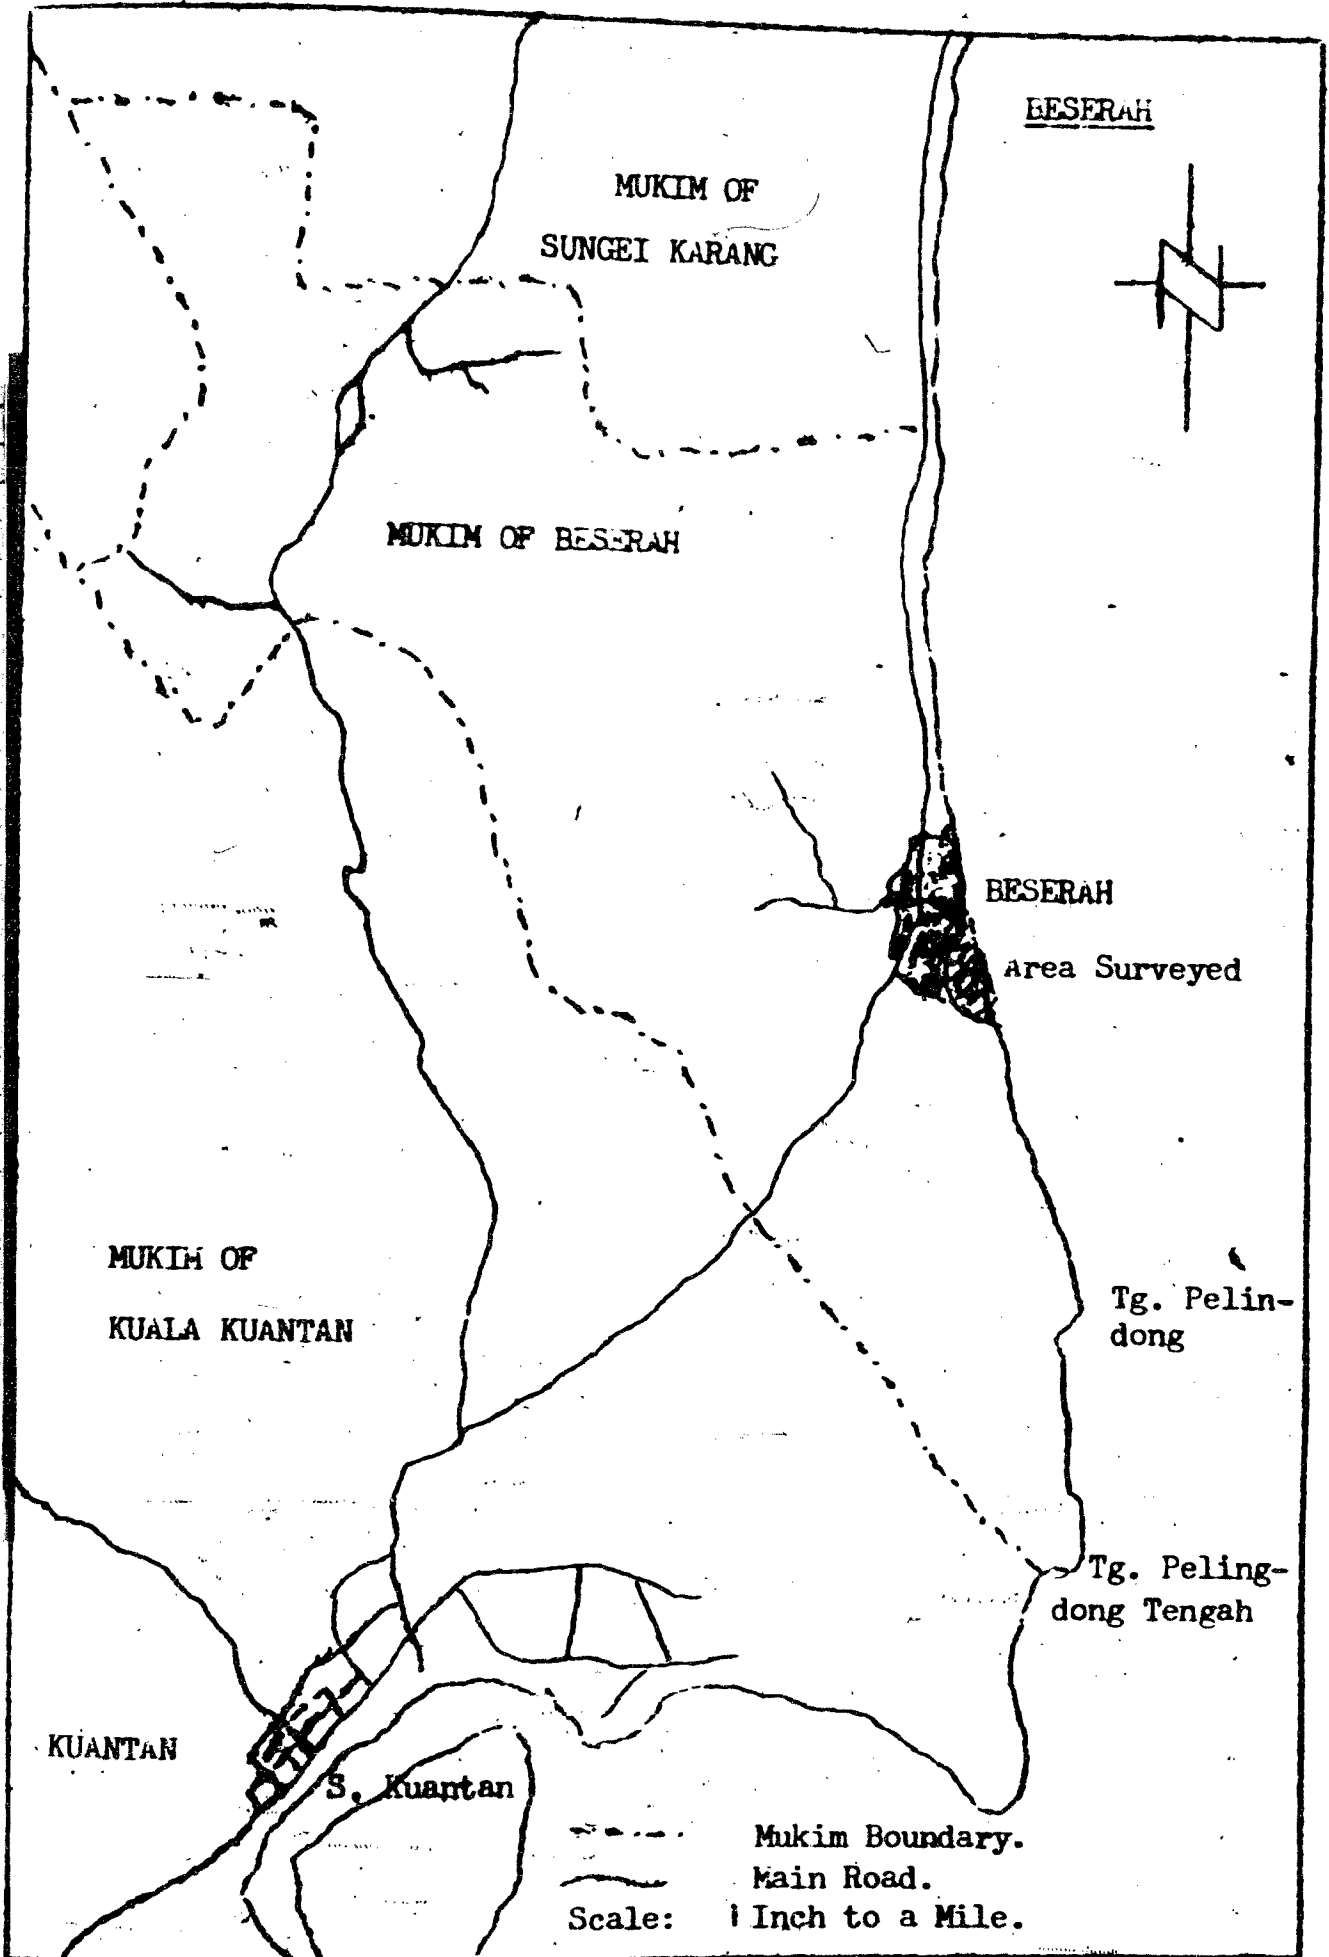 BESERAH
MUKIM OF
SUNGEI KARANG
MUKIM OF BESERAH
BESERAH
Area Surveyed
MUKIM OF
KUALA KUANTAN
Tg. Pelin-
dong
Tg. Peling-
dong Tengah
KUANTAN
S. Kuantan
Mukim Boundary.
Main Road.
Scale: 1 Inch to a Mile.